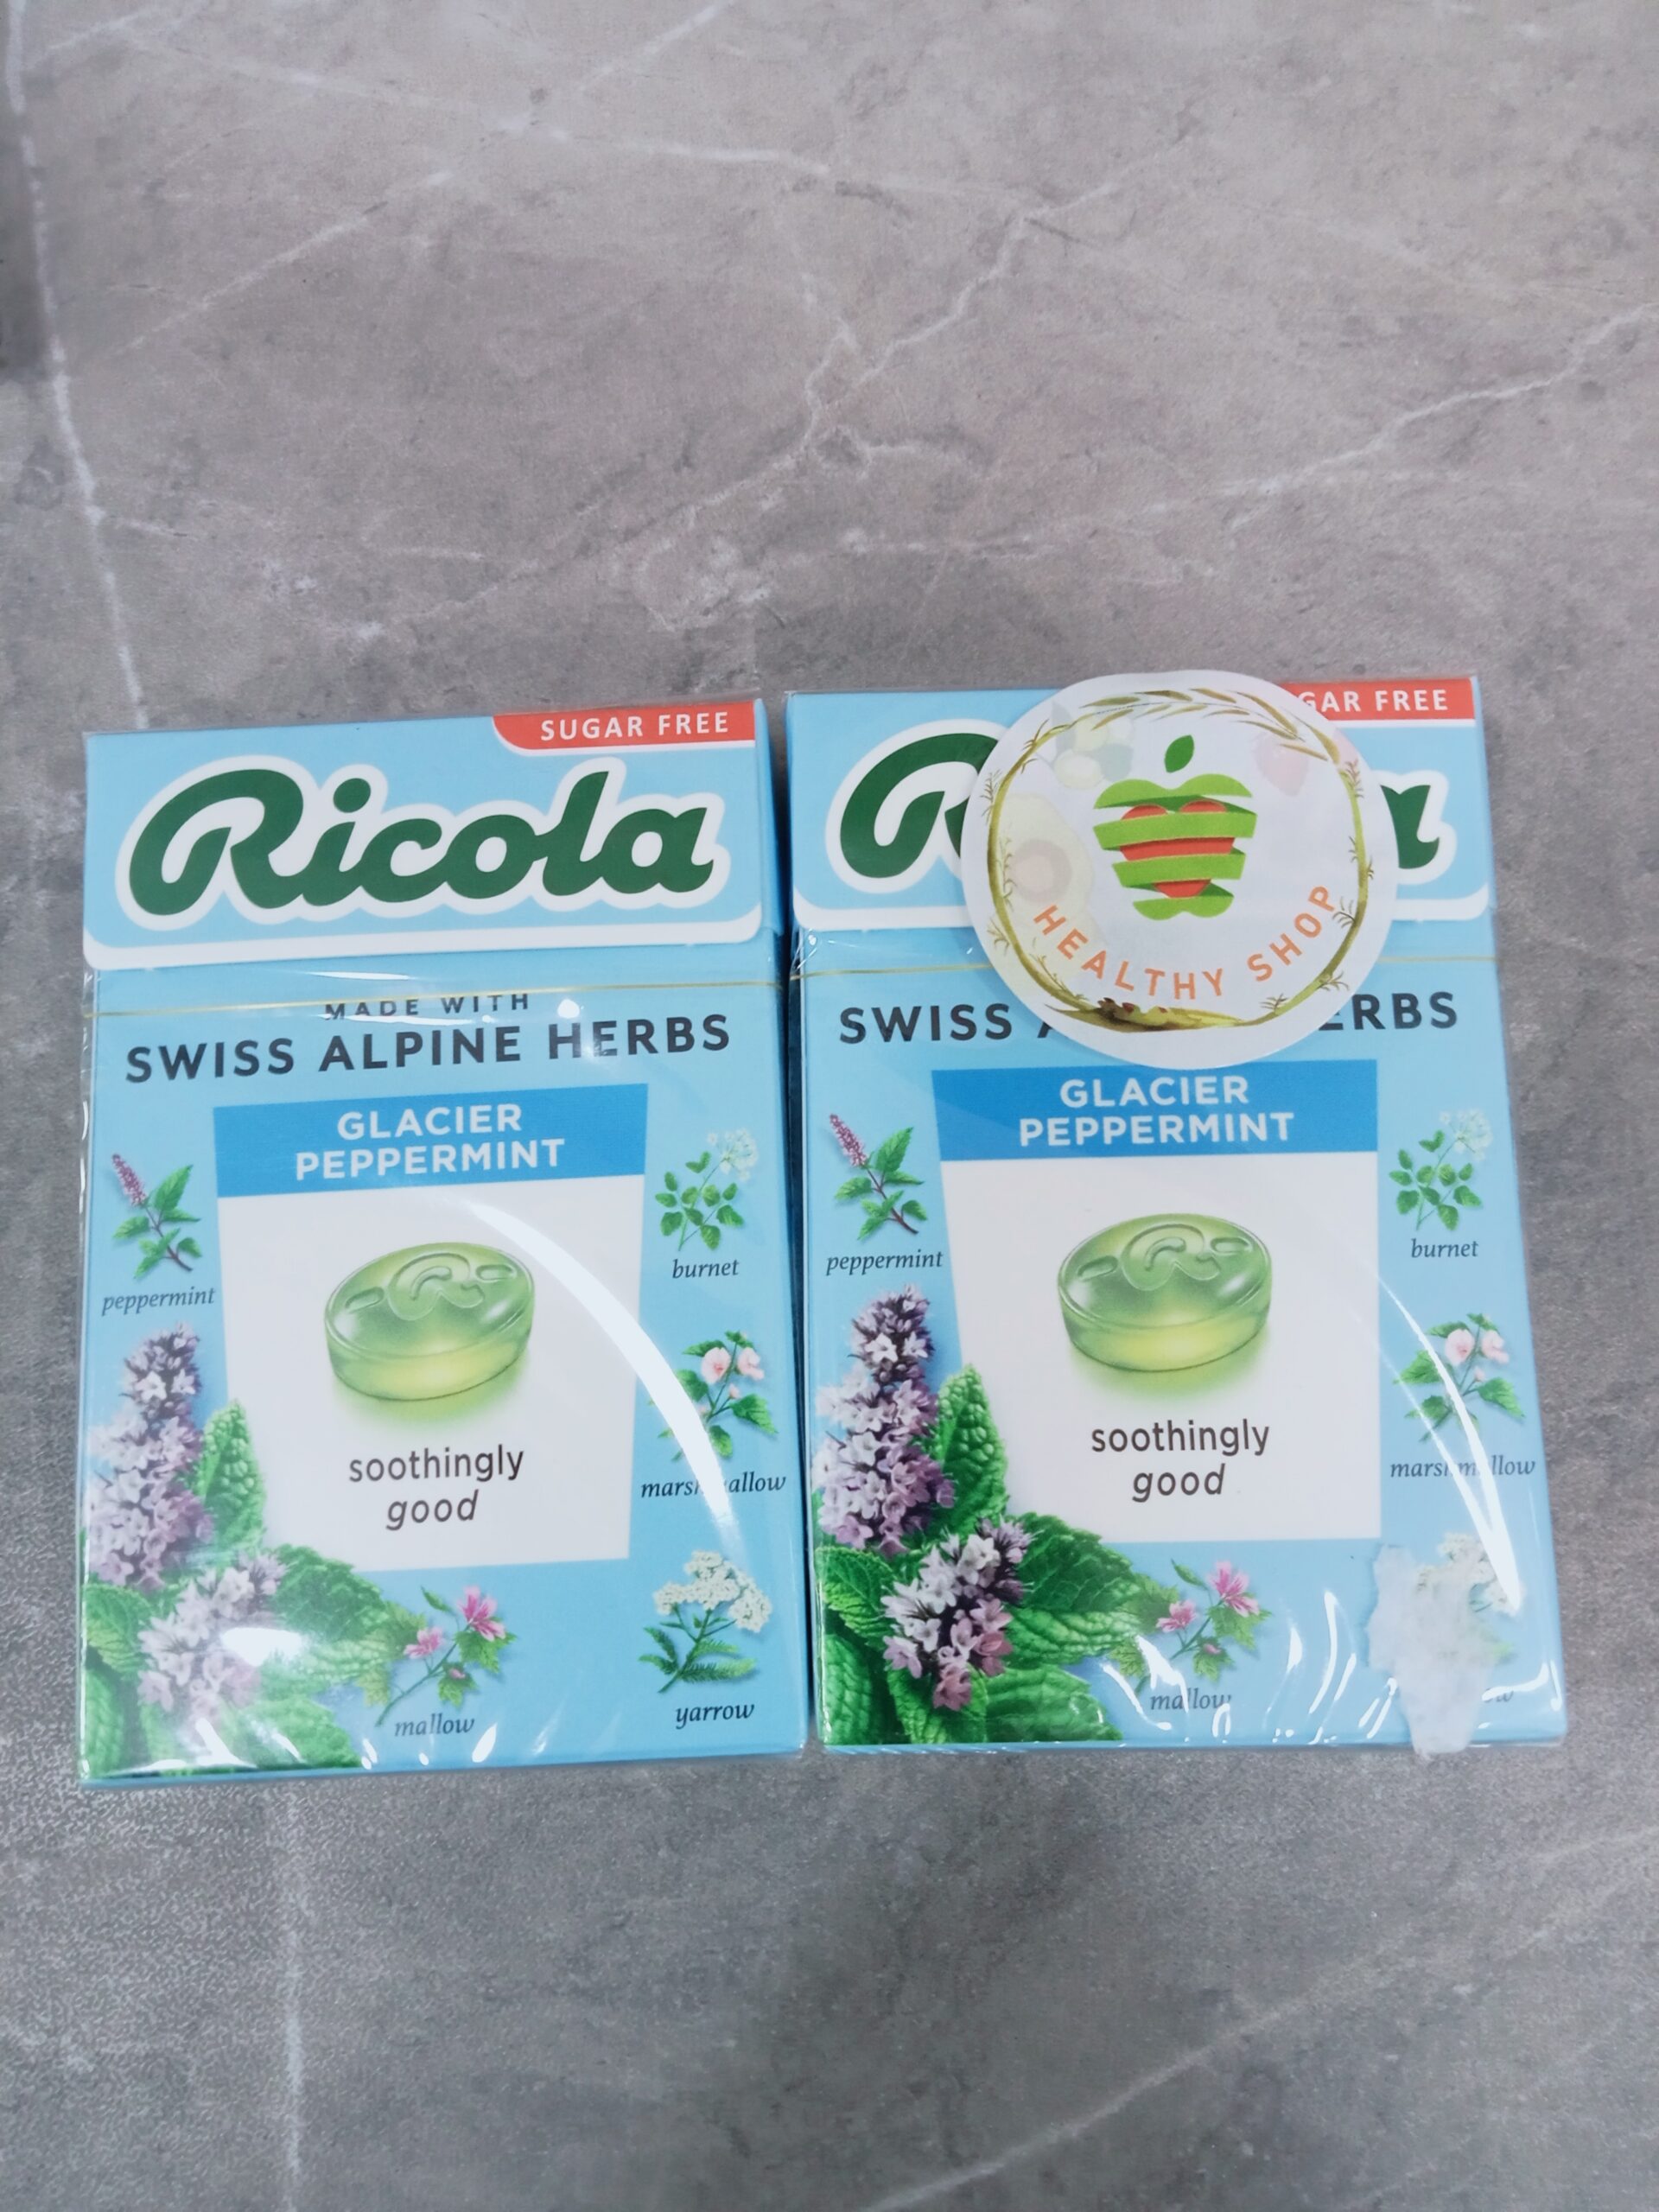 SUGAR FREE
Ricola
MADE WITH
SWISS ALPINE HERBS
GLACIER
PEPPERMINT
peppermint
burnet
soothingly
good
mallow
yarrow
GAR FREE
HEALTHY SHOP
SWISS
ERBS
GLACIER
PEPPERMINT
peppermint
burnet
soothingly
good
marshmallow
mallow